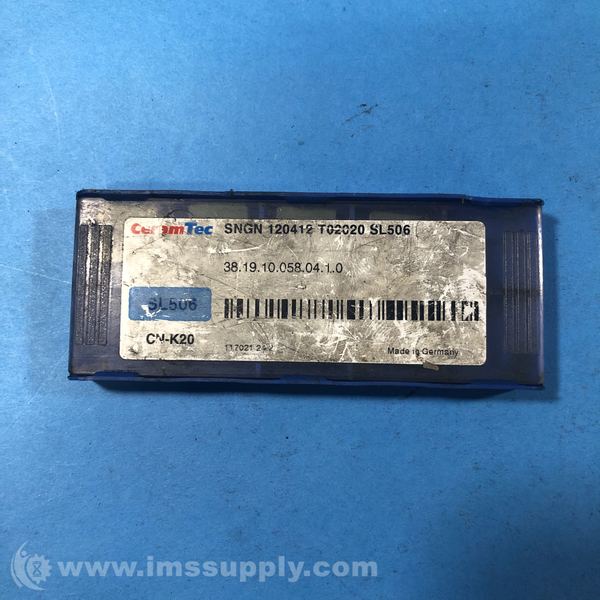 CeramTec SNGN 120412 T02020 SL506
38.19.10.058.04.1.0
SL506
CN-K20
Made in Germany
www.imssupply.com